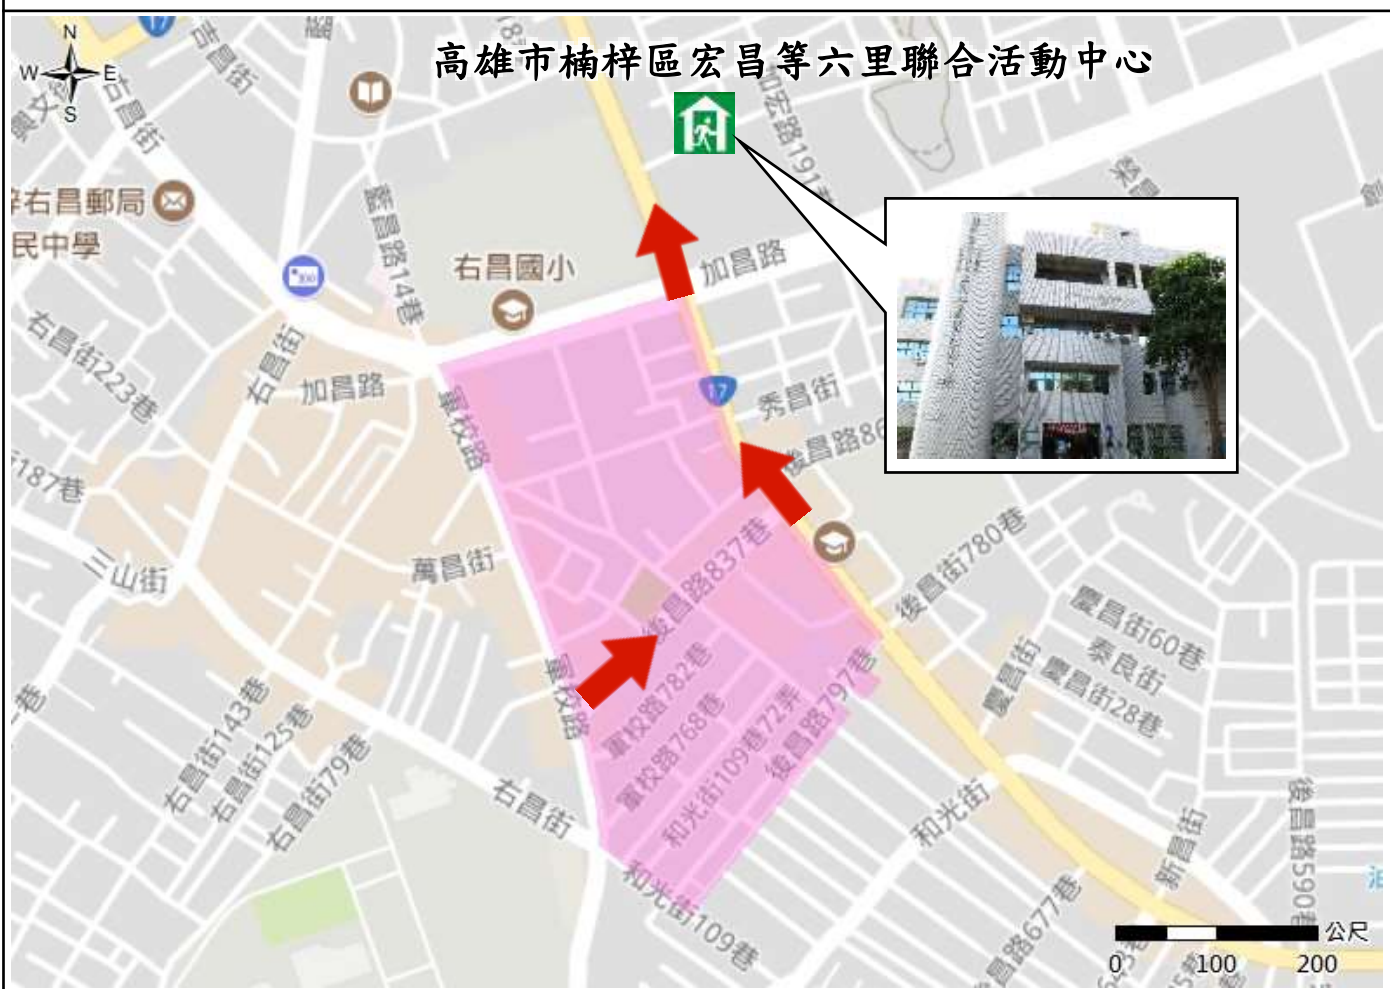 高雄市楠梓區宏昌等六里聯合活動中心
N
W
E
S
17
吉昌街
吉昌街
右昌郵局
民中學
藍昌路14巷
右昌國小
加昌路
右昌街223巷
右昌街
加昌路
軍校路
17
秀昌街
後昌路86
187巷
三山街
萬昌街
後昌路837巷
後昌街780巷
慶昌街60巷
泰良街
慶昌街28巷
慶昌街
軍校路
軍校路782巷
軍校路768巷
和光街109巷72弄
後昌路797巷
右昌街143巷
右昌街125巷
右昌街79巷
右昌街
和光街
和光街109巷
新昌街
後昌路590巷
後昌路677巷
公尺
0
100
200